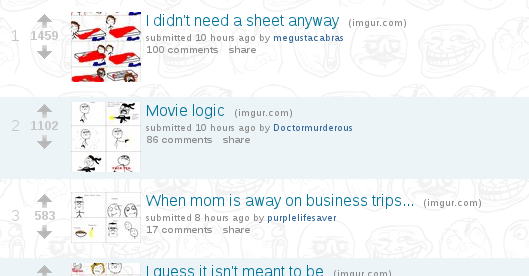 1
1459
I didn't need a sheet anyway (imgur.com)
submitted 10 hours ago by megustacabras
100 comments share
2
1102
Movie logic (imgur.com)
submitted 10 hours ago by Doctormurderous
86 comments share
3
583
When mom is away on business trips... (imgur.com)
submitted 8 hours ago by purplelifesaver
17 comments share
I guess it isn't meant to be (imgur.com)